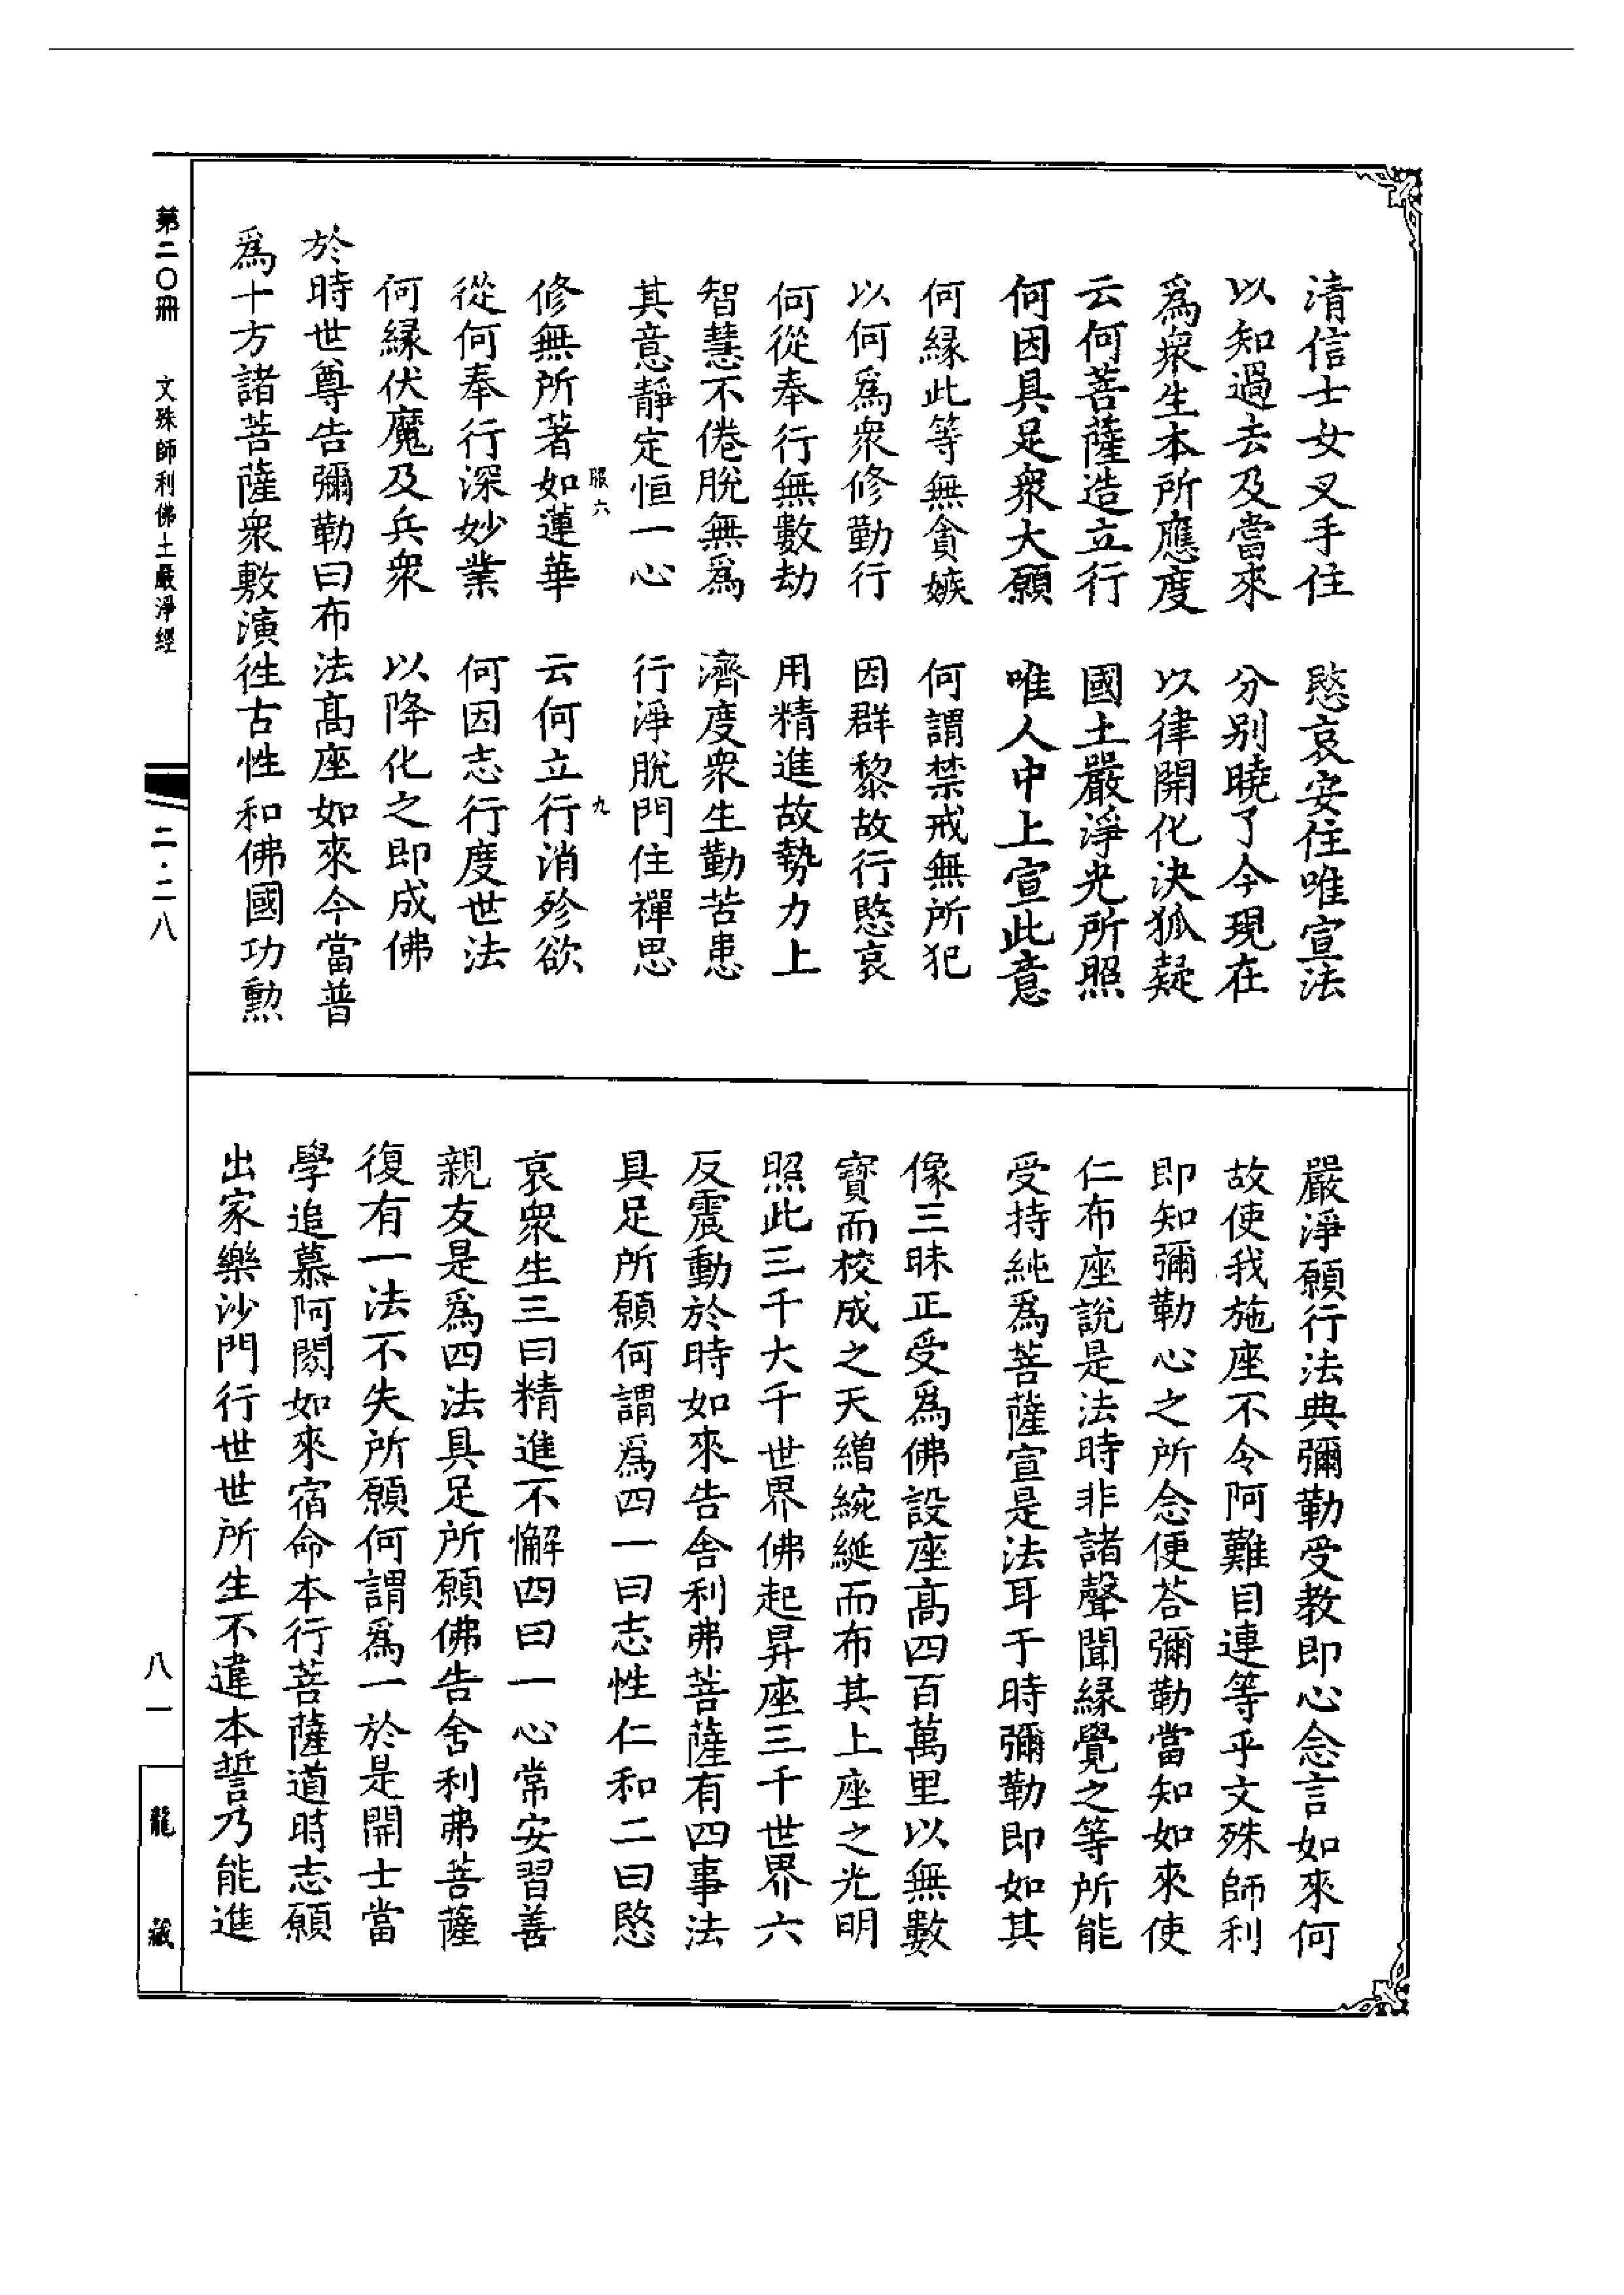 清信士女叉手住　愍哀安住唯宣法
以知過去及當來　分別曉了今現在
爲衆生本所應度　以律開化決狐疑
云何菩薩造立行　國土嚴淨光所照
何因具足衆大願　唯人中上宣此意
何緣此等無貪嫉　何謂禁戒無所犯
以何爲衆修勤行　因群黎故行愍哀
何從奉行無數劫　用精進故勢力上
智慧不倦脫無爲　濟度衆生勤苦患
其意靜定恒一心　行淨脫門住禪思
服六　九
修無所著如蓮華　云何立行消殄欲
從何奉行深妙業　何因志行度世法
何緣伏魔及兵衆　以降化之即成佛
於時世尊告彌勒曰布法高座如來今當普
爲十方諸菩薩衆敷演徃古性和佛國功勲
嚴淨願行法典彌勒受教即心念言如來何
故使我施座不令阿難目連等乎文殊師利
即知彌勒心之所念便荅彌勒當知如來使
仁布座說是法時非諸聲聞緣覺之等所能
受持純爲菩薩宣是法耳于時彌勒即如其
像三昧正受爲佛設座高四百萬里以無數
寶而校成之天繒綩綖而布其上座之光明
照此三千大千世界佛起昇座三千世界六
反震動於時如來告舎利弗菩薩有四事法
具足所願何謂爲四一曰志性仁和二曰愍
哀衆生三曰精進不懈四曰一心常安習善
親友是爲四法具足所願佛告舎利弗菩薩
復有一法不失所願何謂爲一於是開士當
學追慕阿閦如來宿命本行菩薩道時志願
出家樂沙門行世世所生不違本誓乃能進
第二〇冊　文殊師利佛土嚴淨經
二·二八
八一
龍藏